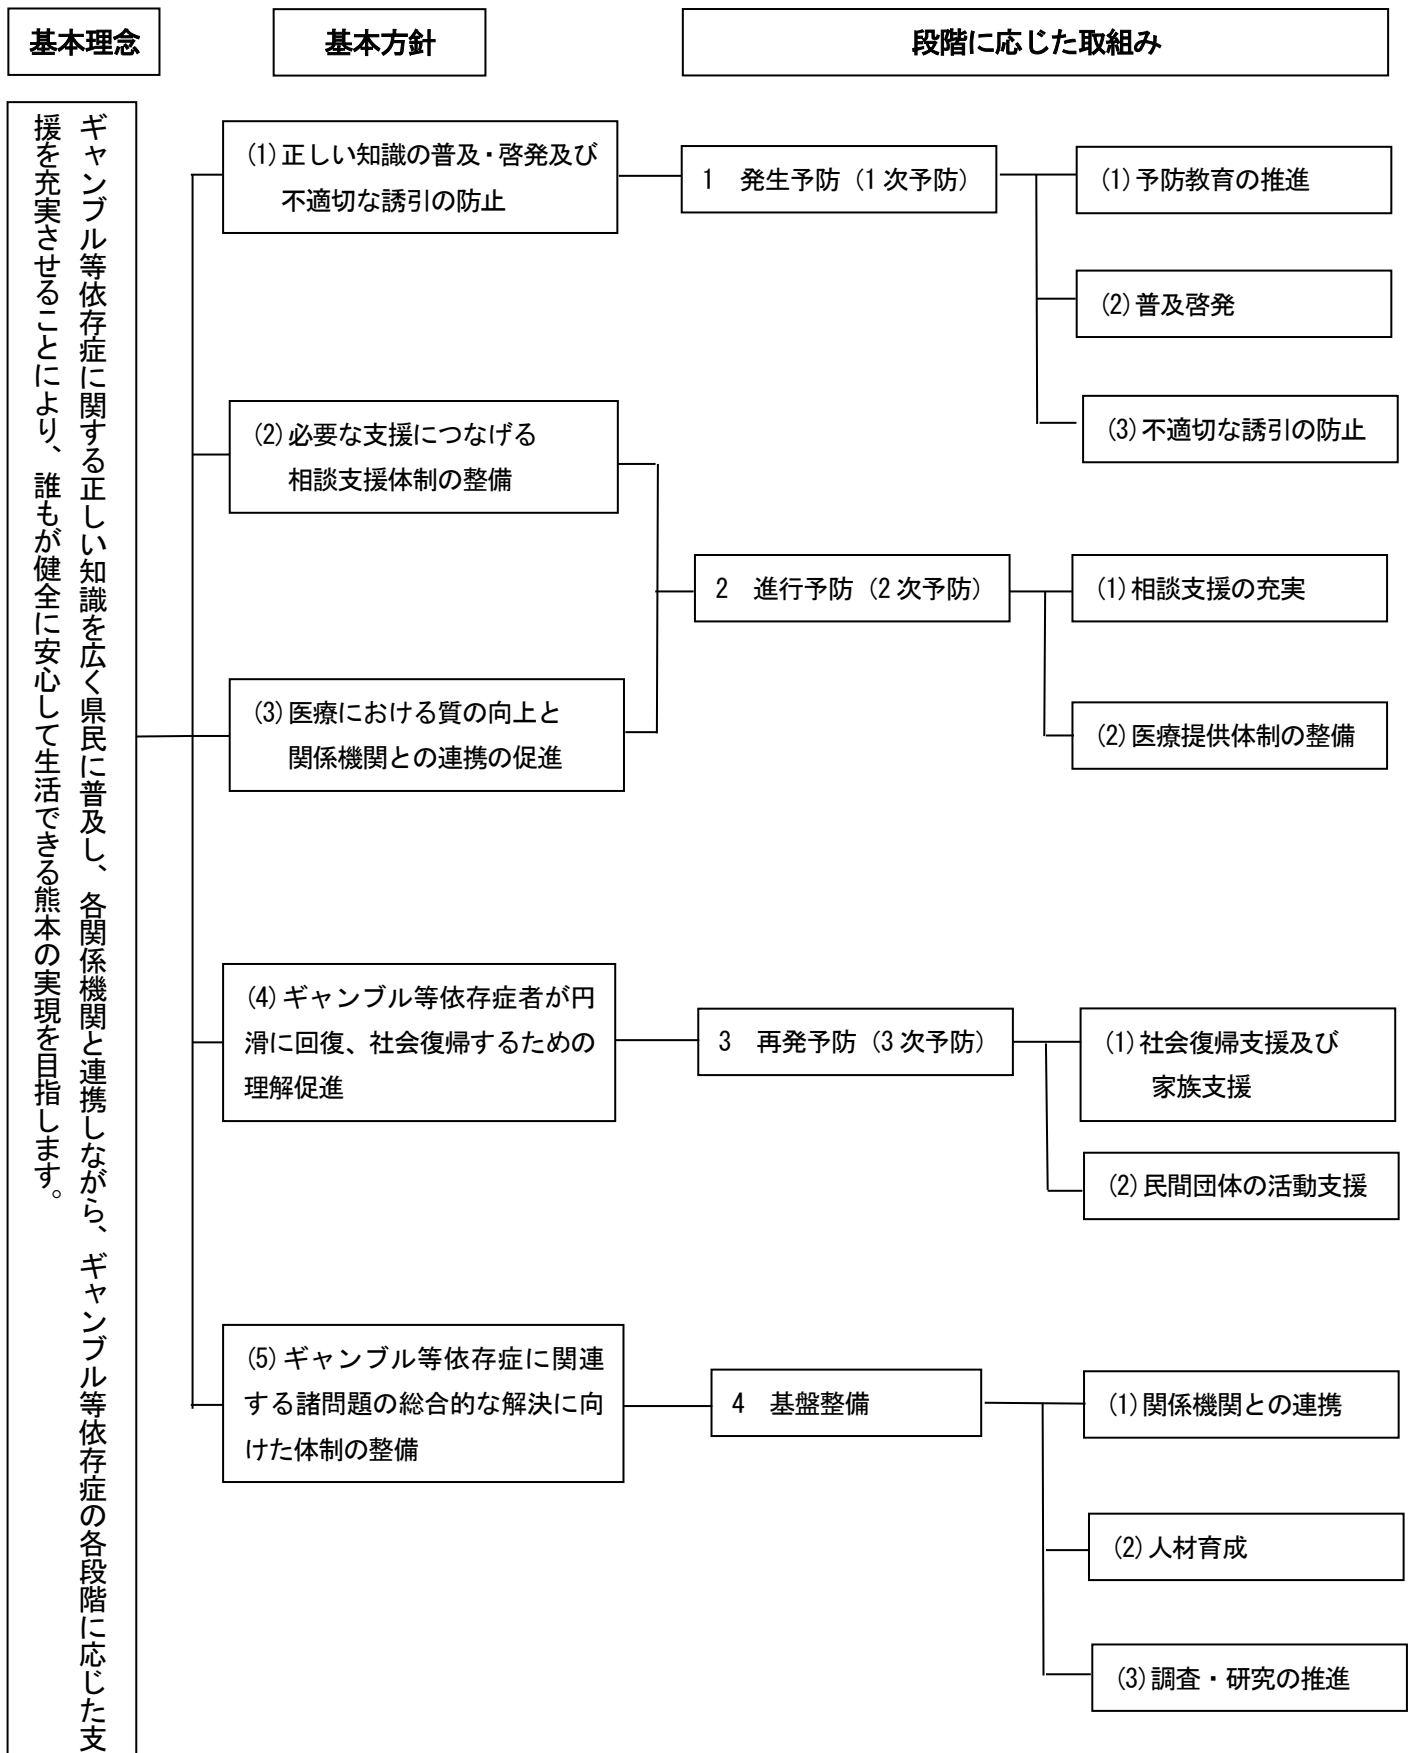 基本理念
基本方針
段階に応じた取組み
ギャンブル等依存症に関する正しい知識を広く県民に普及し、各関係機関と連携しながら、ギャンブル等依存症の各段階に応じた支
援を充実させることにより、誰もが健全に安心して生活できる熊本の実現を目指します。
(1)正しい知識の普及・啓発及び
不適切な誘引の防止
1 発生予防（1次予防）
(1)予防教育の推進
(2)普及啓発
(3)不適切な誘引の防止
(2)必要な支援につなげる
相談支援体制の整備
(3)医療における質の向上と
関係機関との連携の促進
2 進行予防（2次予防）
(1)相談支援の充実
(2)医療提供体制の整備
(4)ギャンブル等依存症者が円
滑に回復、社会復帰するための
理解促進
3 再発予防（3次予防）
(1)社会復帰支援及び
家族支援
(2)民間団体の活動支援
(5)ギャンブル等依存症に関連
する諸問題の総合的な解決に向
けた体制の整備
4 基盤整備
(1)関係機関との連携
(2)人材育成
(3)調査・研究の推進